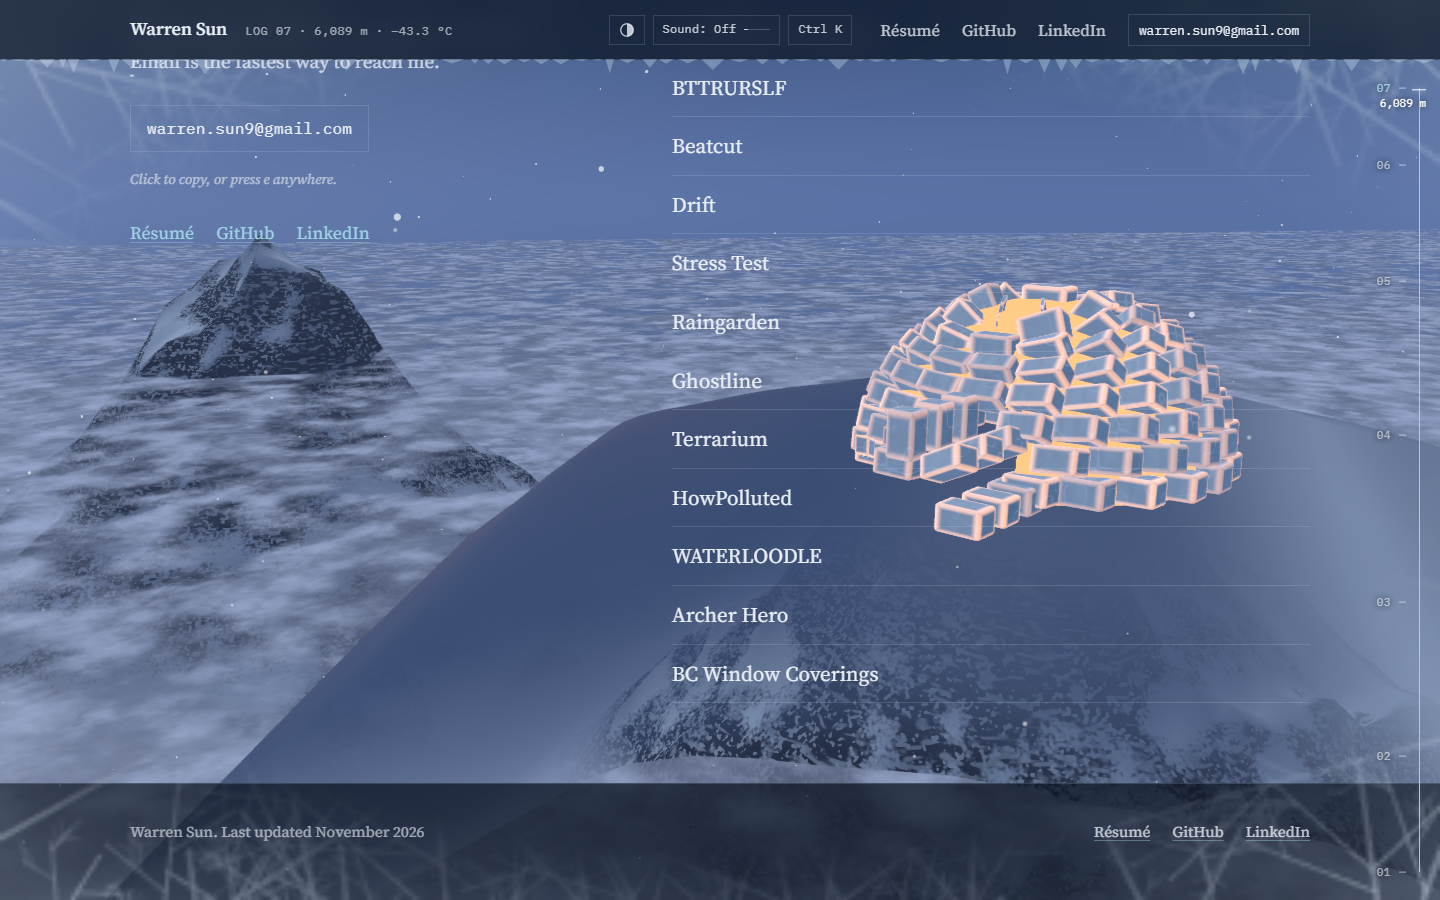 Warren Sun LOG 07 · 6,089 m · −43.3 °C Sound: Off Ctrl K Résumé GitHub LinkedIn warren.sun9@gmail.com
Email is the fastest way to reach me.
warren.sun9@gmail.com
Click to copy, or press e anywhere.
Résumé GitHub LinkedIn
BTTRURSLF
Beatcut
Drift
Stress Test
Raingarden
Ghostline
Terrarium
HowPolluted
WATERLOODLE
Archer Hero
BC Window Coverings
07
6,089 m
06
05
04
03
02
01
Warren Sun. Last updated November 2026 Résumé GitHub LinkedIn